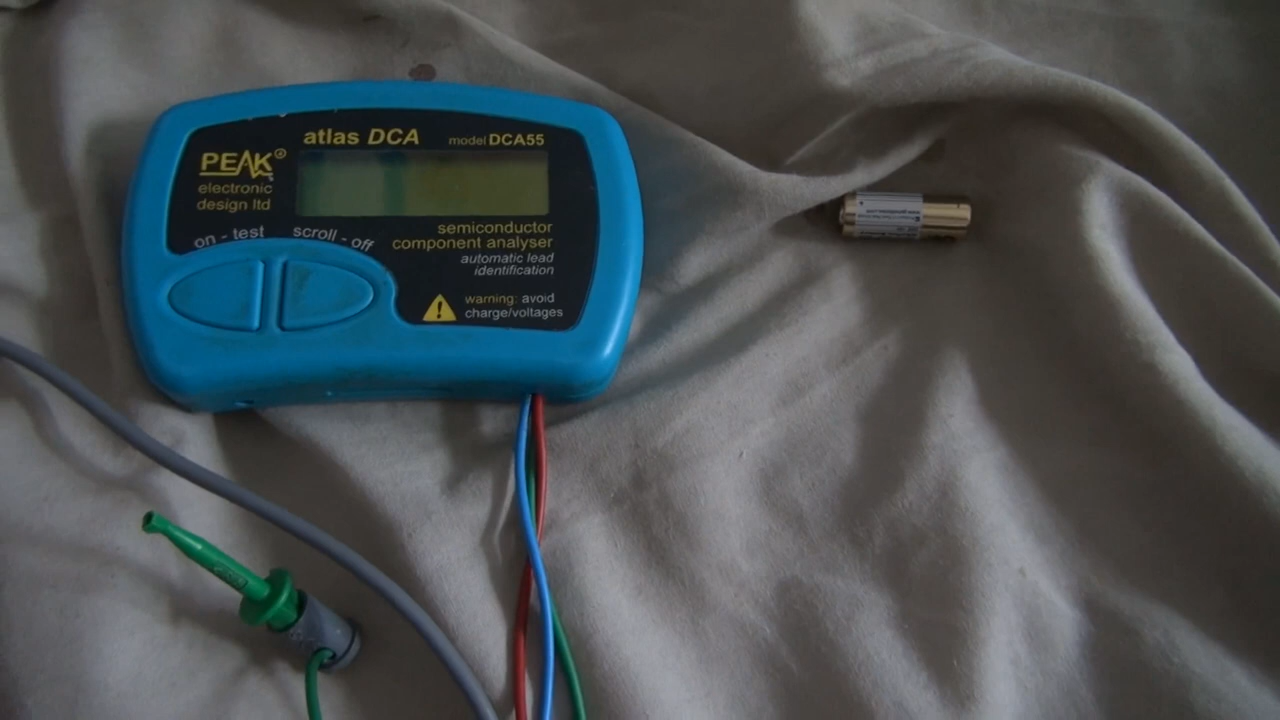 atlas DCA
model DCA55
PEAK®
electronic
design ltd
on - test
scroll - off
semiconductor
component analyser
automatic lead
identification
warning: avoid
charge/voltages